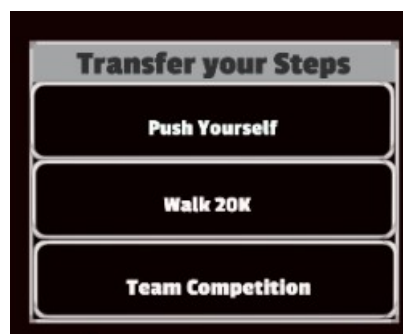 Transfer your Steps
Push Yourself
Walk 20K
Team Competition